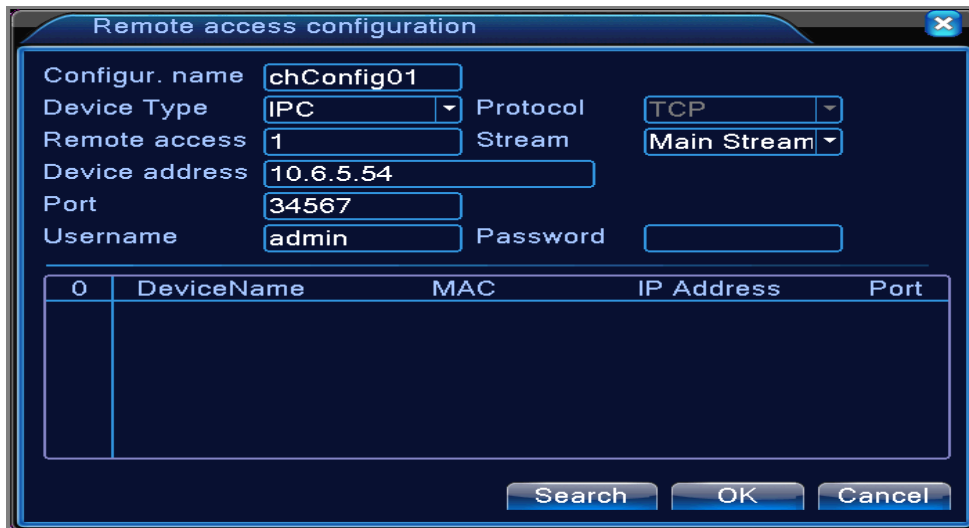 Remote access configuration
Configur. name chConfig01
Device Type IPC Protocol TCP
Remote access 1 Stream Main Stream
Device address 10.6.5.54
Port 34567
Username admin Password
0 DeviceName MAC IP Address Port
Search OK Cancel